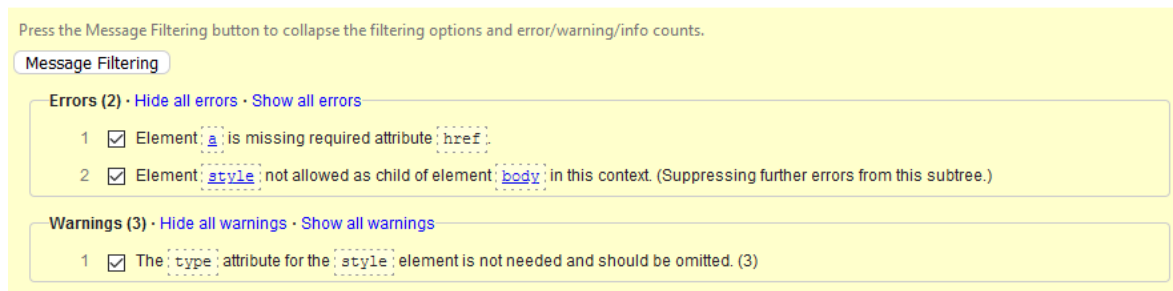 Press the Message Filtering button to collapse the filtering options and error/warning/info counts.
Message Filtering
Errors (2) · Hide all errors · Show all errors
1 Element a is missing required attribute href.
2 Element style not allowed as child of element body in this context. (Suppressing further errors from this subtree.)
Warnings (3) · Hide all warnings · Show all warnings
1 The type attribute for the style element is not needed and should be omitted. (3)